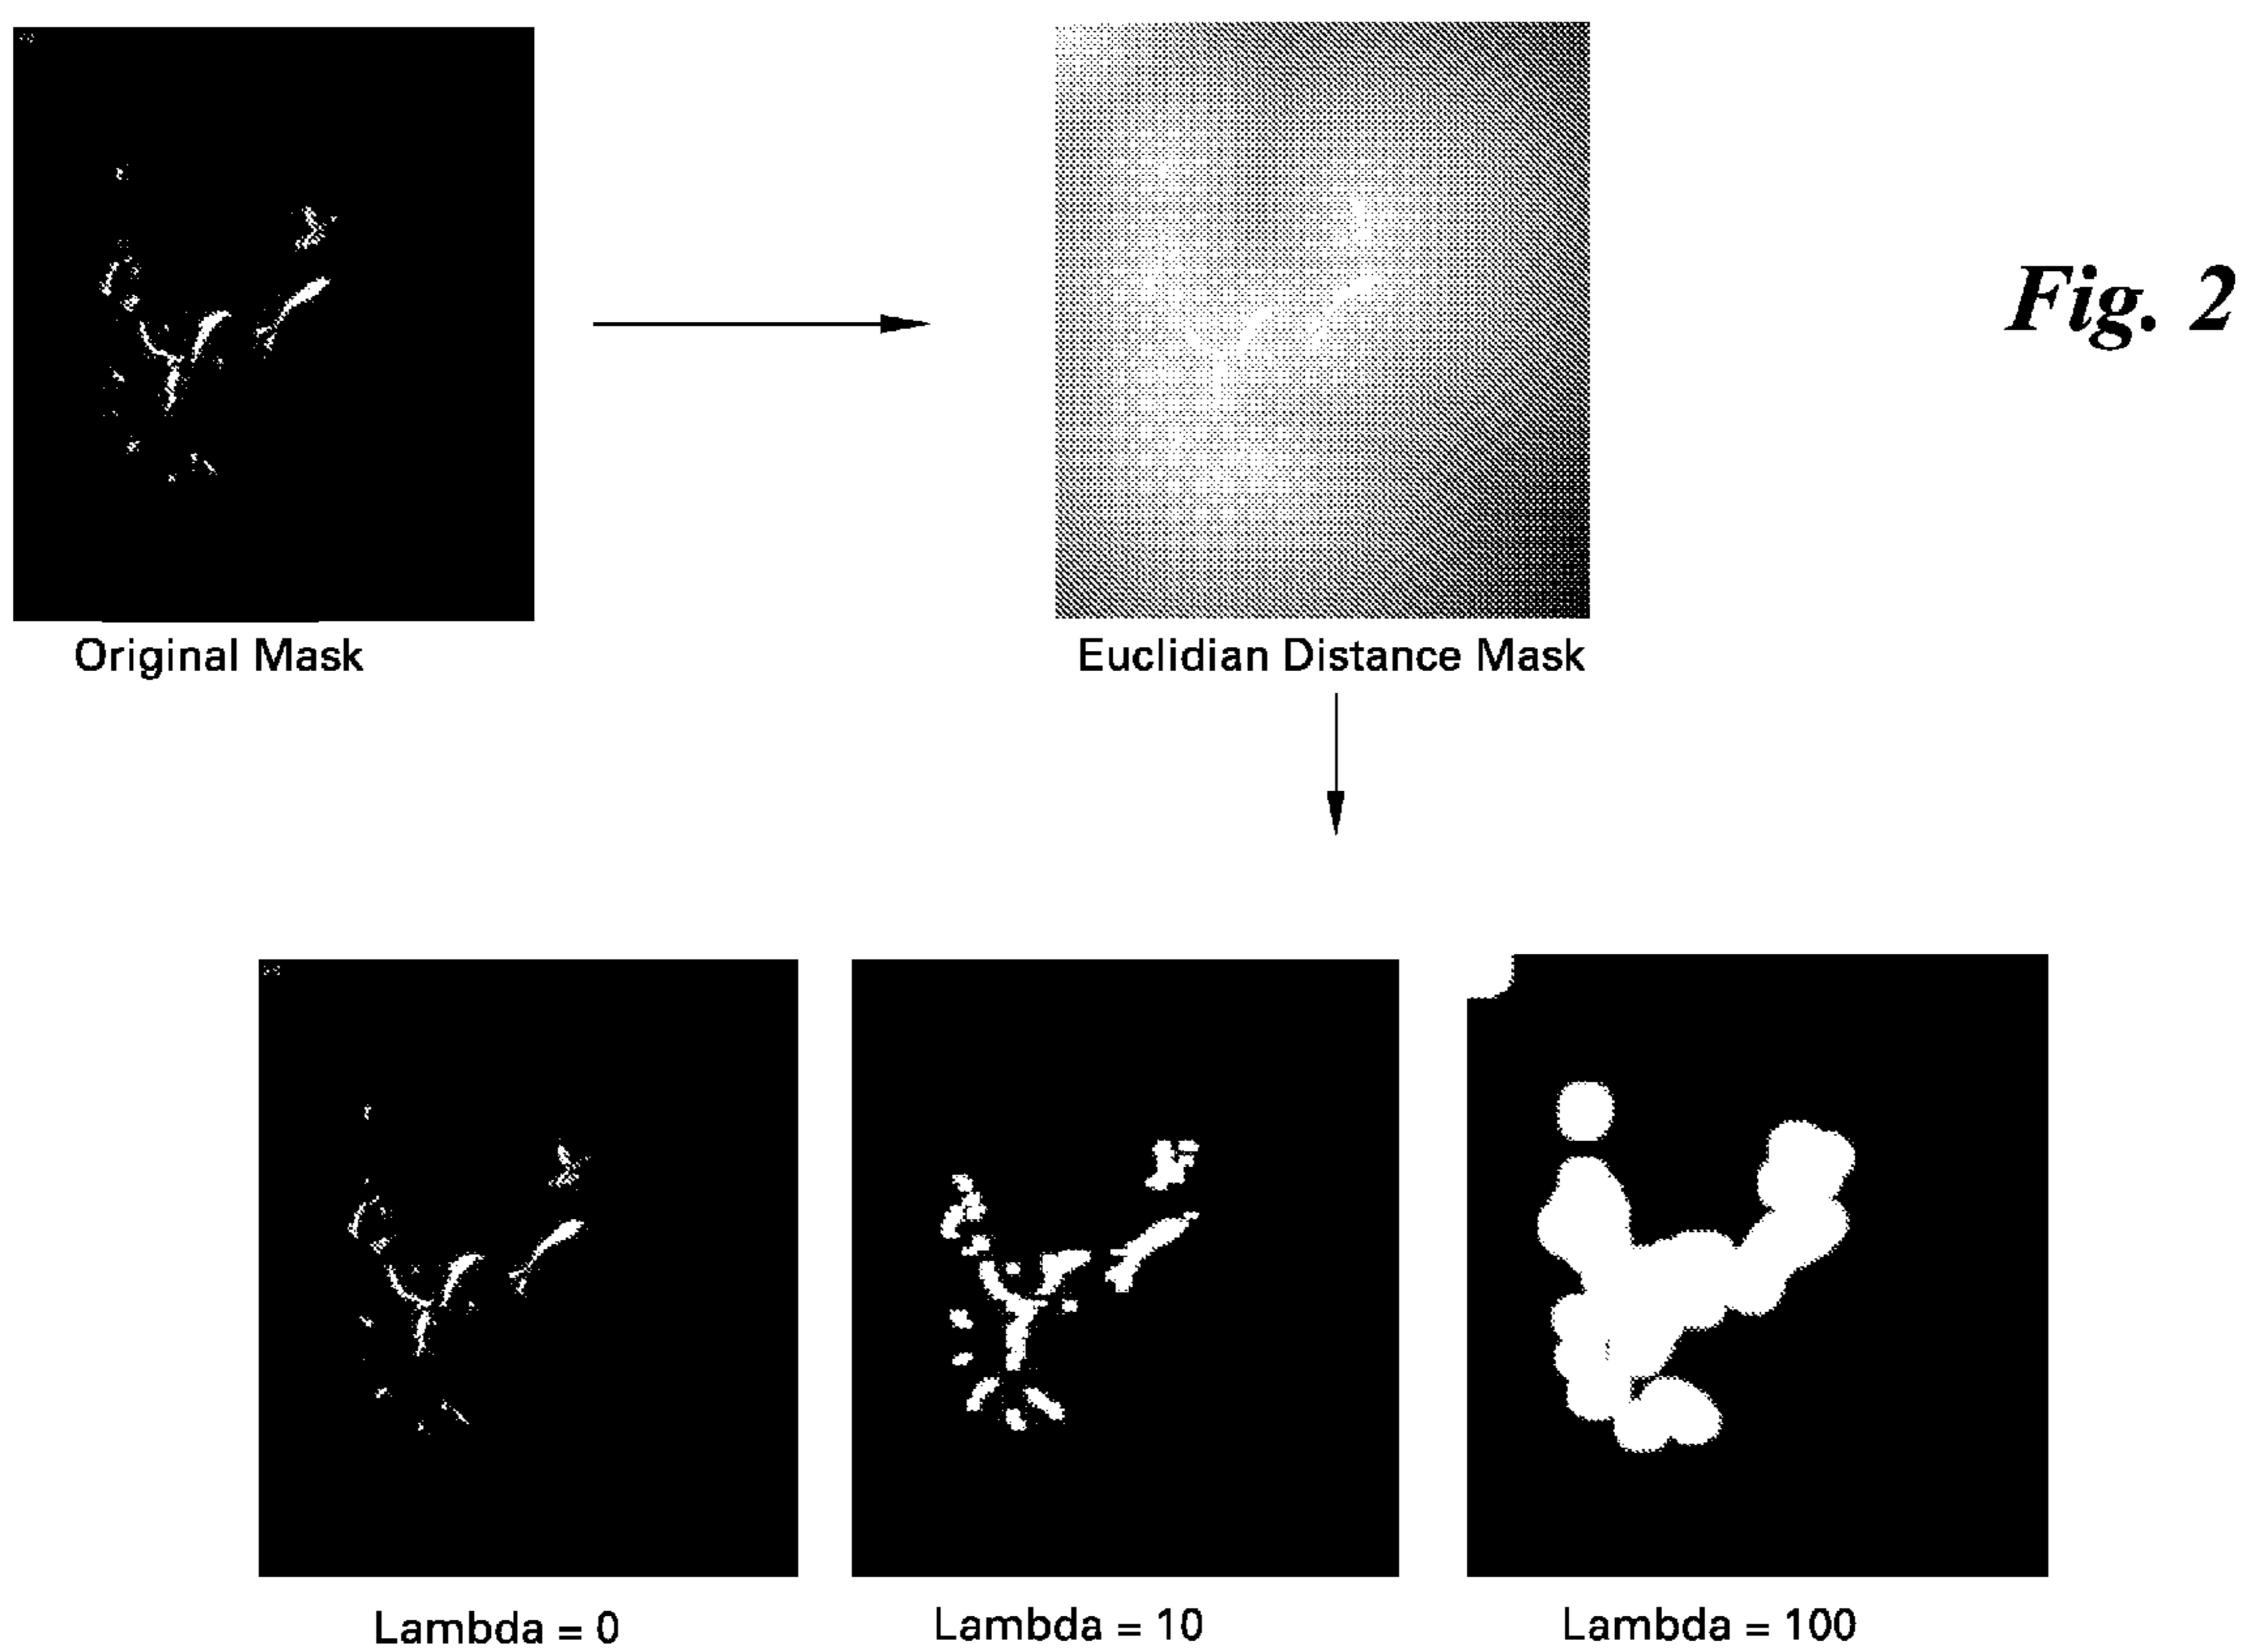 Fig. 2
Original Mask
Euclidian Distance Mask
Lambda = 0
Lambda = 10
Lambda = 100